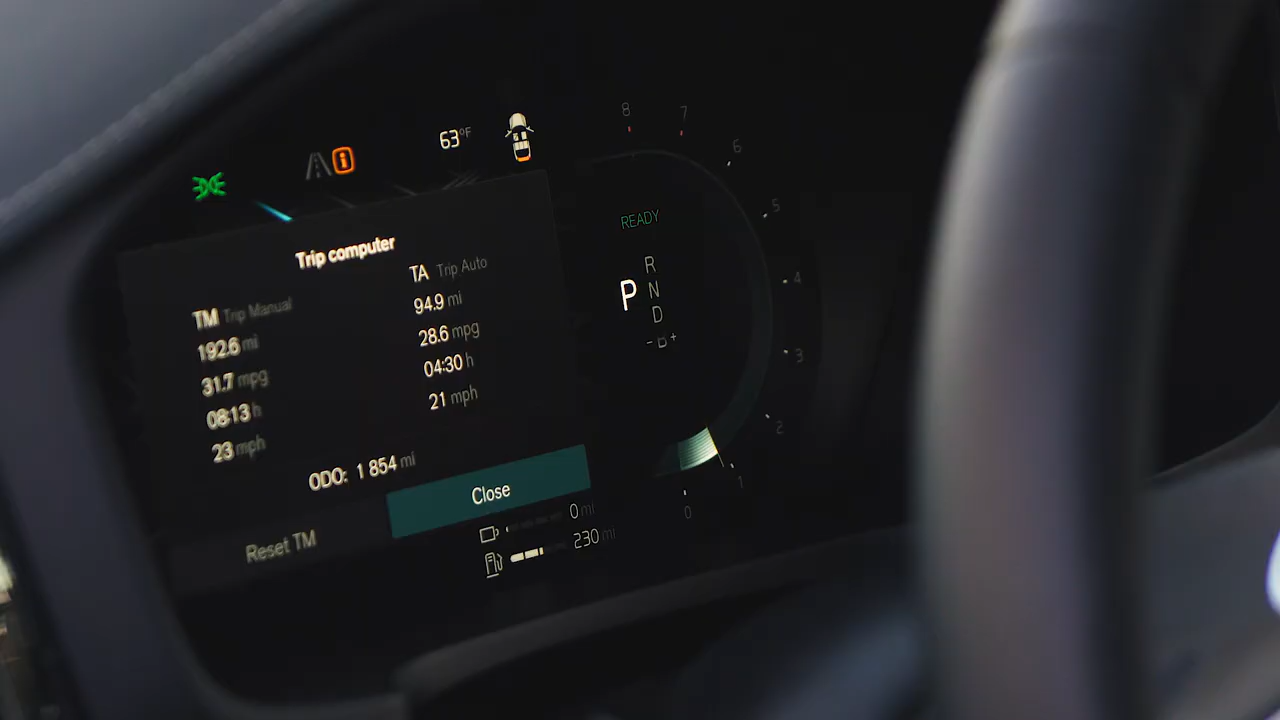 63°F
Trip computer
TM Trip Manual
192.6 mi
31.7 mpg
08:13 h
23 mph
TA Trip Auto
94.9 mi
28.6 mpg
04:30 h
21 mph
ODO: 1 854 mi
Reset TM
Close
0 mi
230 mi
READY
P
R
N
D
- B +
8
7
6
5
4
3
2
1
0